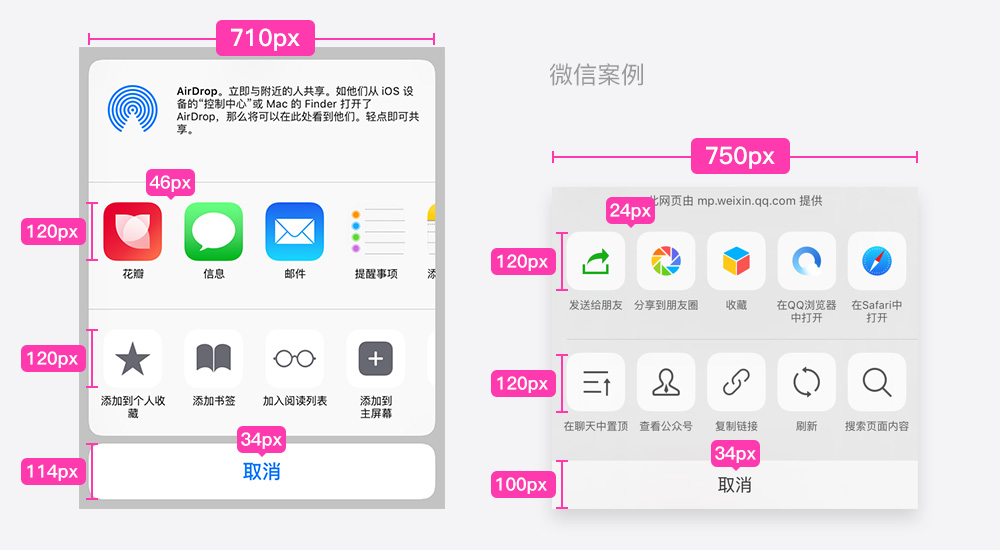 710px
AirDrop。立即与附近的人共享。如他们从 iOS 设
备的“控制中心”或 Mac 的 Finder 打开了
AirDrop，那么将可以在此处看到他们。轻点即可共
享。
46px
120px
花瓣
信息
邮件
提醒事项
添
120px
添加到个人收
藏
添加书签
加入阅读列表
添加到
主屏幕
34px
114px
取消
微信案例
750px
此网页由 mp.weixin.qq.com 提供
24px
120px
发送给朋友
分享到朋友圈
收藏
在QQ浏览器
中打开
在Safari中
打开
120px
在聊天中置顶
查看公众号
复制链接
刷新
搜索页面内容
34px
100px
取消